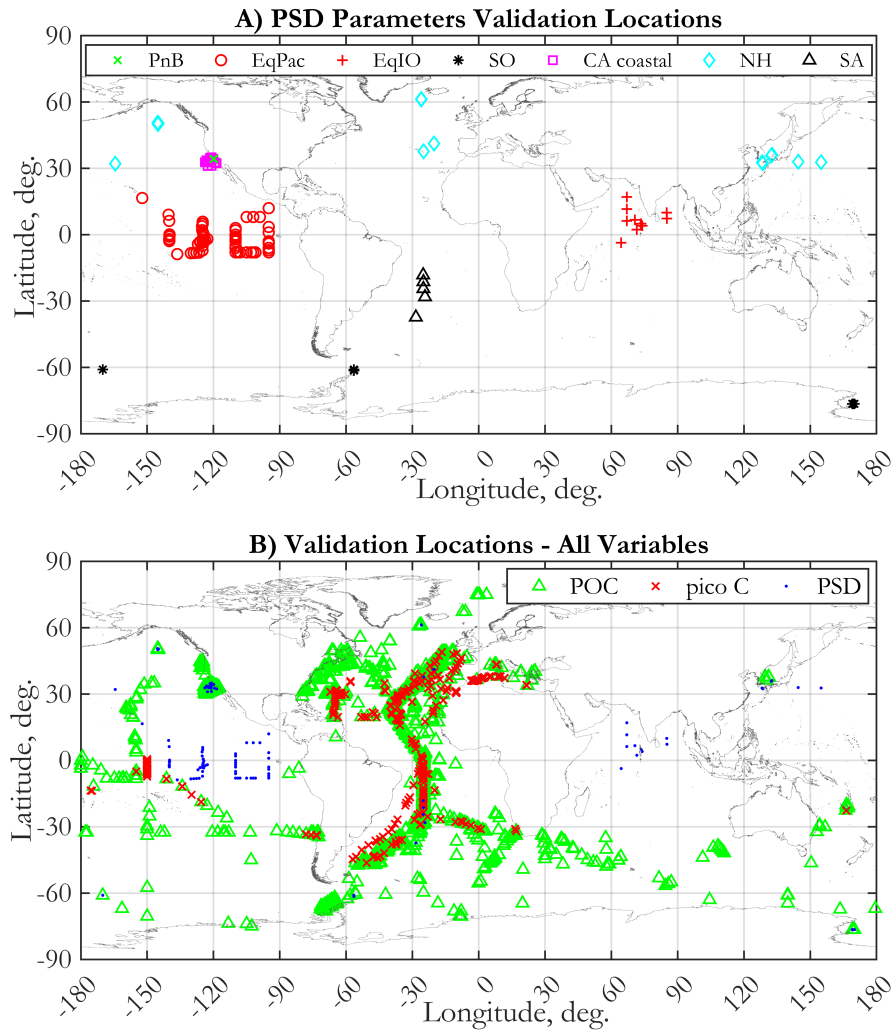 A) PSD Parameters Validation Locations
90
PnB EqPac EqIO SO CA coastal NH SA
60
30
0
-30
-60
-90
Latitude, deg.
-180 -150 -120 -90 -60 -30 0 30 60 90 120 150 180
Longitude, deg.
B) Validation Locations - All Variables
90
POC pico C PSD
60
30
0
-30
-60
-90
Latitude, deg.
-180 -150 -120 -90 -60 -30 0 30 60 90 120 150 180
Longitude, deg.